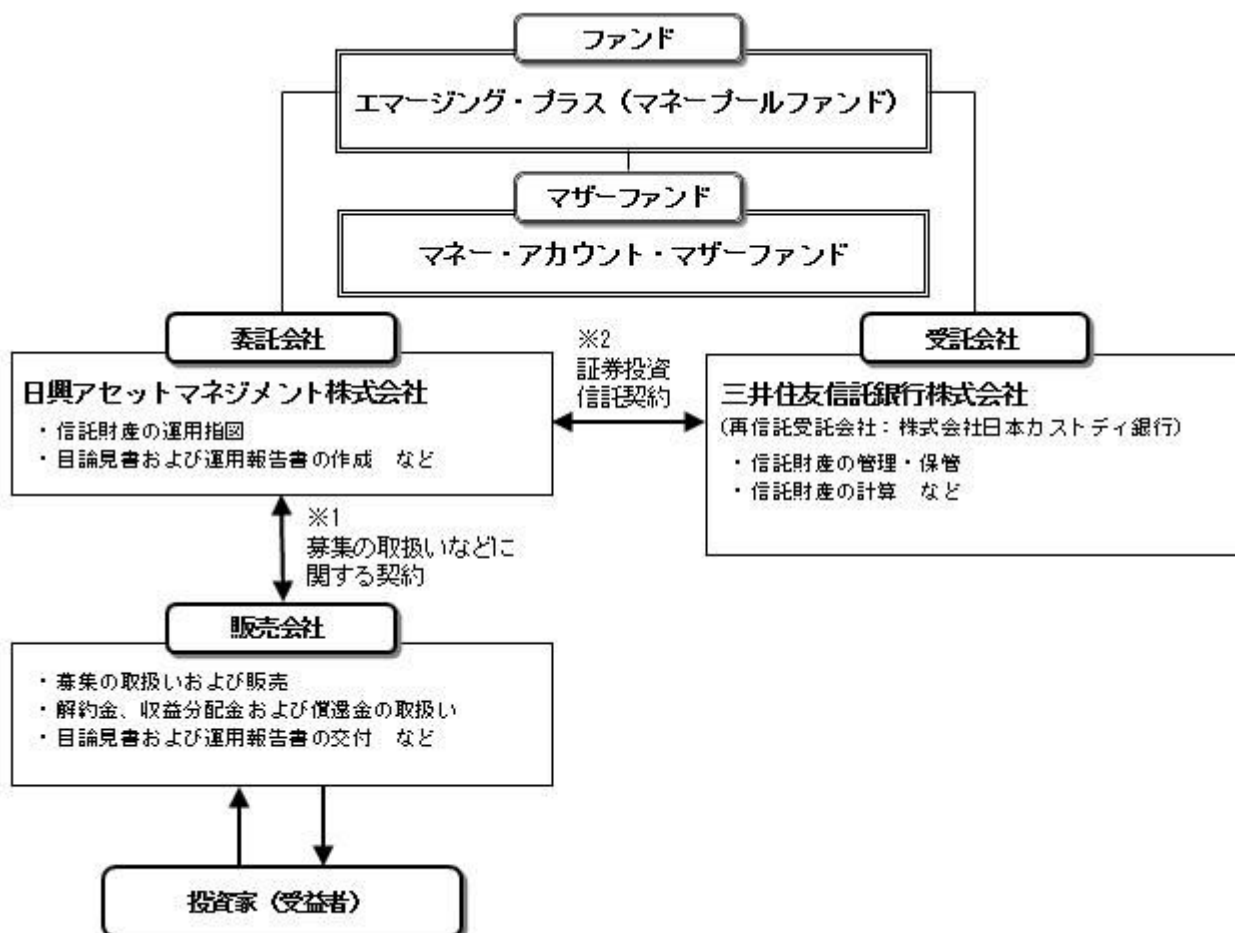 ファンド
エマージング・プラス（マネープールファンド）
マザーファンド
マネー・アカウント・マザーファンド
委託会社
日興アセットマネジメント株式会社
・信託財産の運用指図
・目論見書および運用報告書の作成　など
※2
証券投資
信託契約
受託会社
三井住友信託銀行株式会社
(再信託受託会社：株式会社日本カストディ銀行)
・信託財産の管理・保管
・信託財産の計算　など
※1
募集の取扱いなどに
関する契約
販売会社
・募集の取扱いおよび販売
・解約金、収益分配金および償還金の取扱い
・目論見書および運用報告書の交付　など
投資家（受益者）